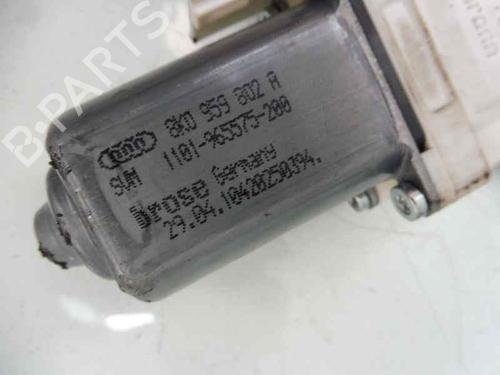 8K0 959 802 A
SWM 1101-965575-200
brose Germany
29.04.10420250394.
B-PARTS